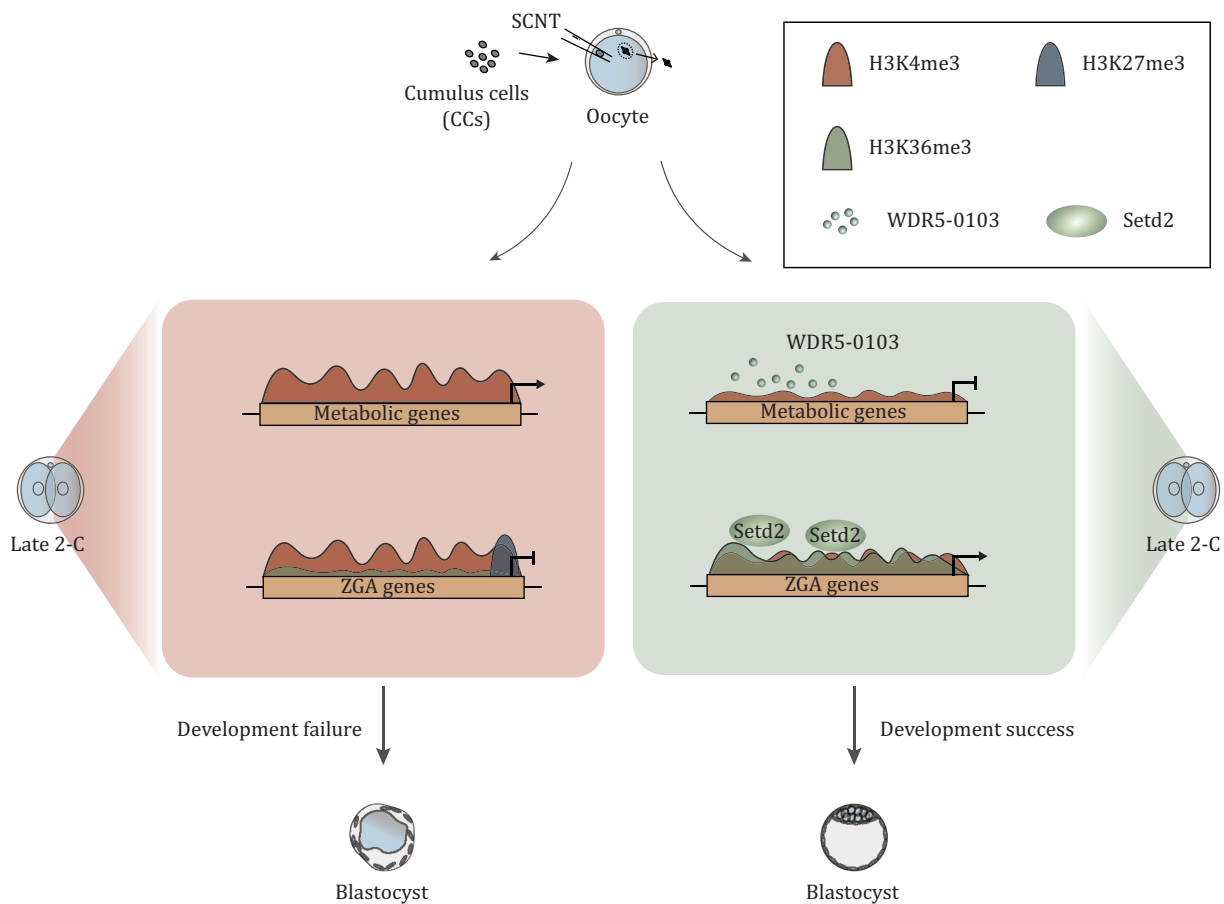 SCNT
Cumulus cells
(CCs)
Oocyte
H3K4me3
H3K27me3
H3K36me3
WDR5-0103
Setd2
Metabolic genes
ZGA genes
Late 2-C
WDR5-0103
Metabolic genes
Setd2
Setd2
ZGA genes
Late 2-C
Development failure
Development success
Blastocyst
Blastocyst